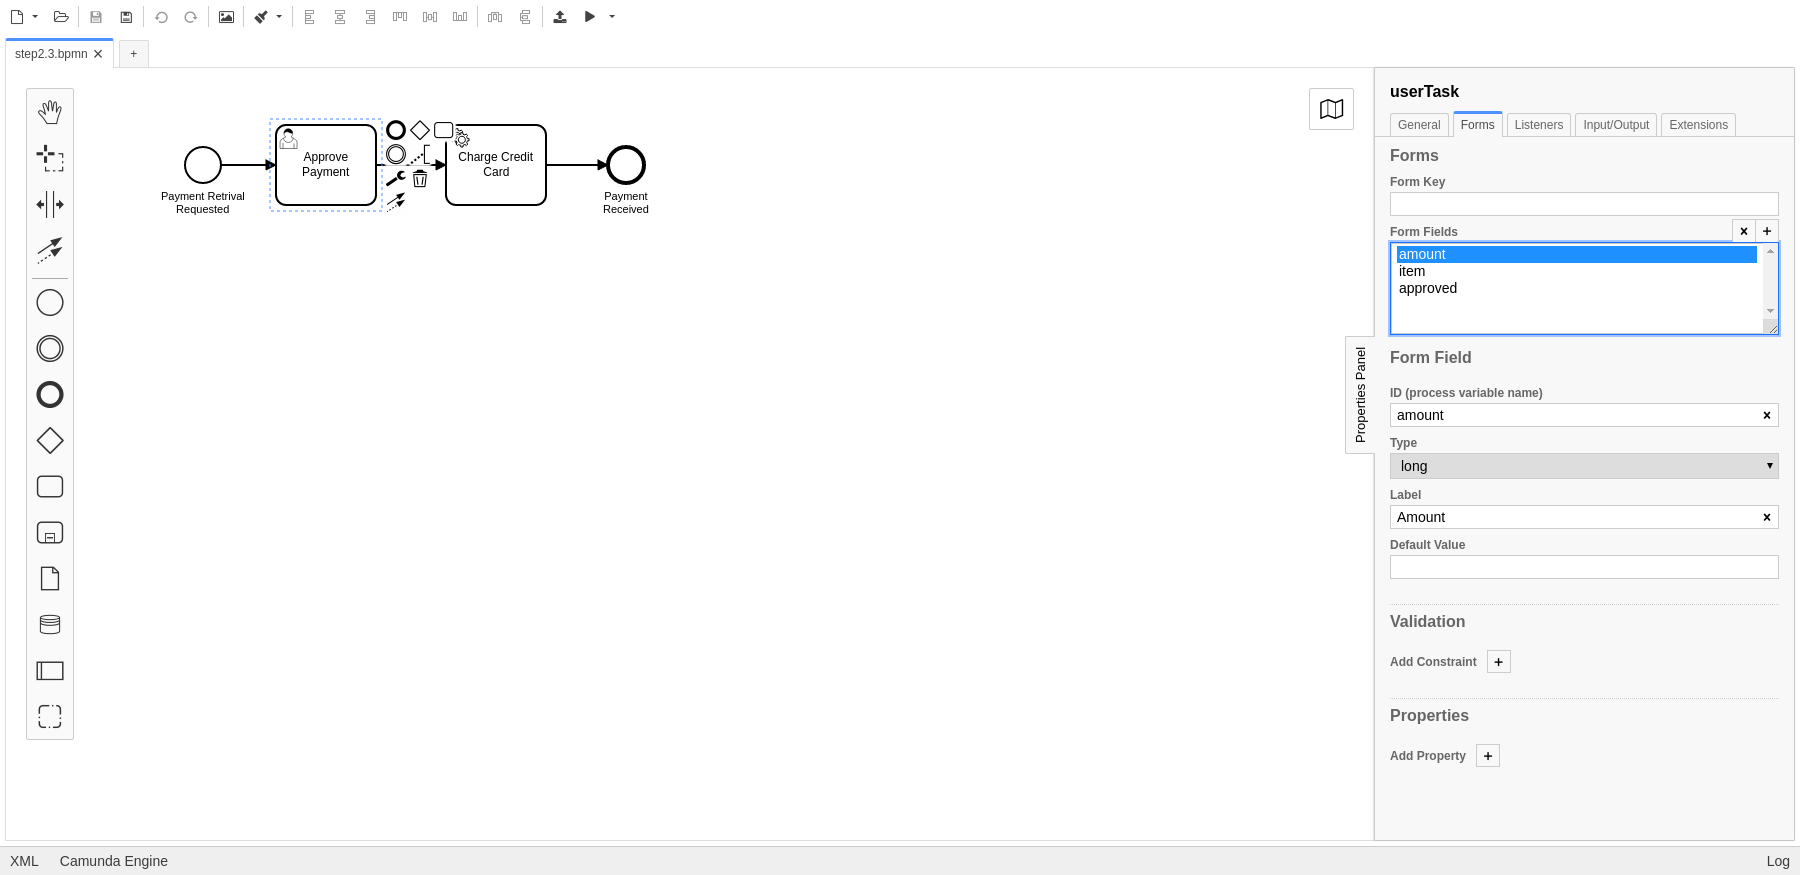 step2.3.bpmn
+
Approve
Payment
Charge Credit
Card
Payment Retrival
Requested
Payment
Received
Properties Panel
userTask
General
Forms
Listeners
Input/Output
Extensions
Forms
Form Key
Form Fields
amount
item
approved
Form Field
ID (process variable name)
amount
Type
long
Label
Amount
Default Value
Validation
Add Constraint +
Properties
Add Property +
XML
Camunda Engine
Log